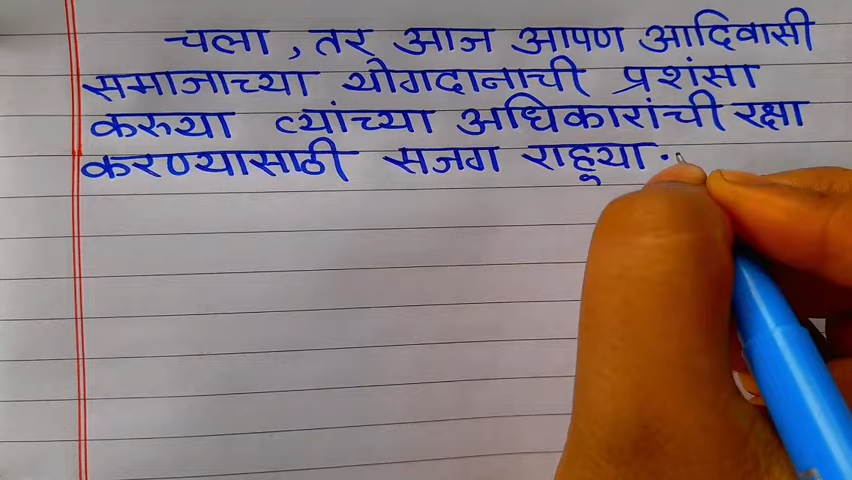 चला , तर आज आपण आदिवासी
समाजाच्या योगदानाची प्रशंसा
करुया त्यांच्या अधिकारांची रक्षा
करण्यासाठी सजग राहूया .